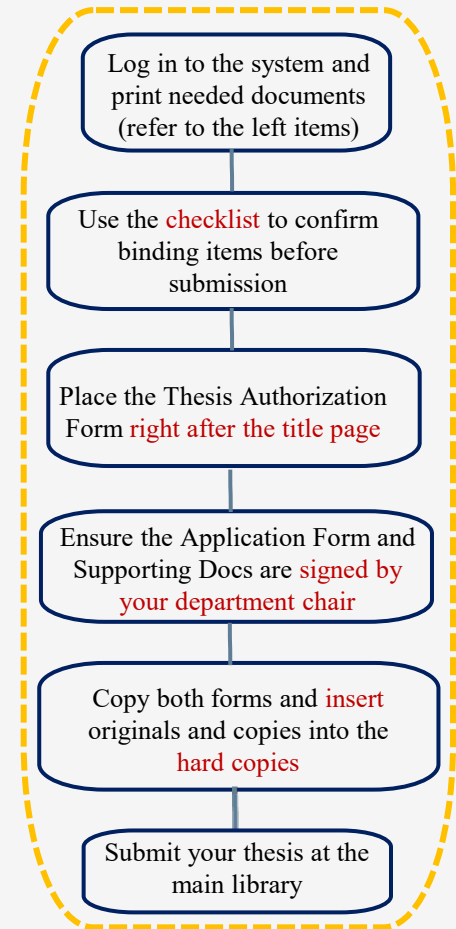 Log in to the system and
print needed documents
(refer to the left items)
Use the checklist to confirm
binding items before
submission
Place the Thesis Authorization
Form right after the title page
Ensure the Application Form and
Supporting Docs are signed by
your department chair
Copy both forms and insert
originals and copies into the
hard copies
Submit your thesis at the
main library